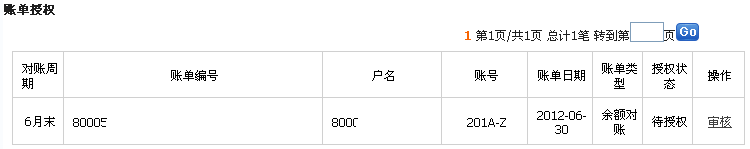 账单授权
1 第1页/共1页 总计1笔 转到第 页 Go
对账周期 账单编号 户名 账号 账单日期 账单类型 授权状态 操作
6月末 80005 8000 201A-Z 2012-06-30 余额对账 待授权 审核